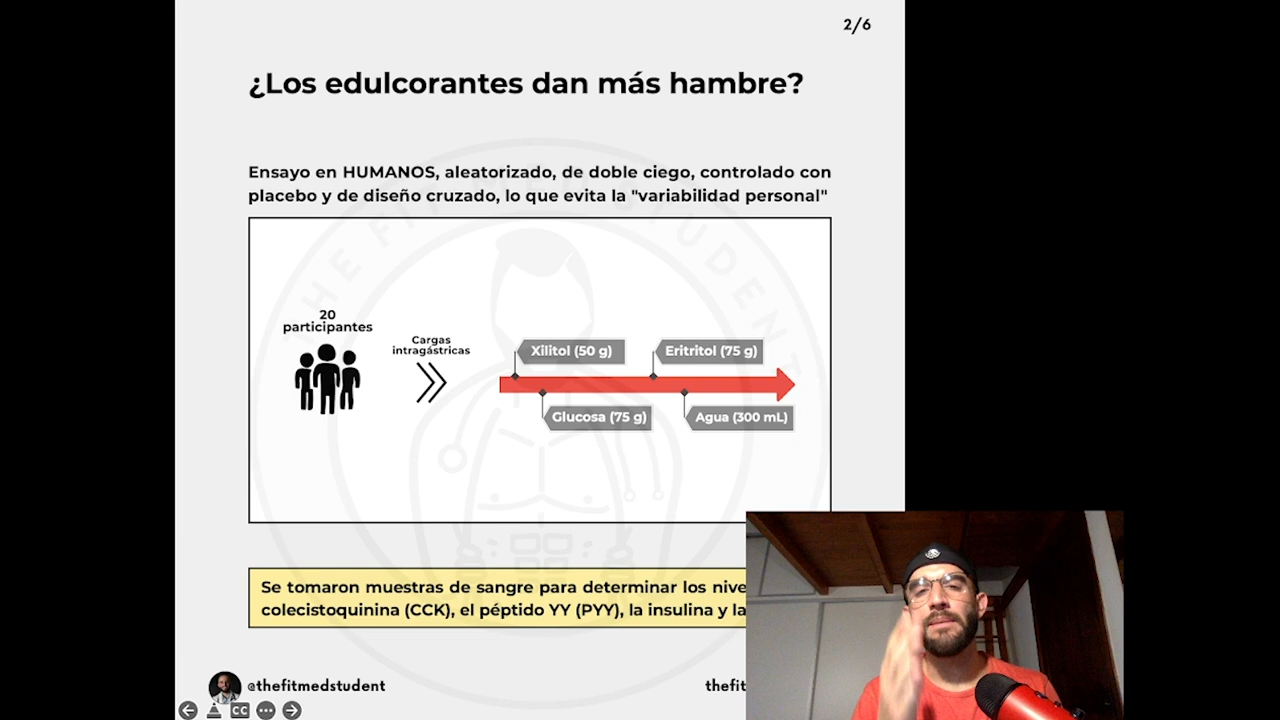 2/6
¿Los edulcorantes dan más hambre?
Ensayo en HUMANOS, aleatorizado, de doble ciego, controlado con
placebo y de diseño cruzado, lo que evita la "variabilidad personal"
20
participantes
Cargas
intragástricas
Xilitol (50 g)
Eritritol (75 g)
Glucosa (75 g)
Agua (300 mL)
Se tomaron muestras de sangre para determinar los nive
colecistoquinina (CCK), el péptido YY (PYY), la insulina y la
@thefitmedstudent
thefit
CC